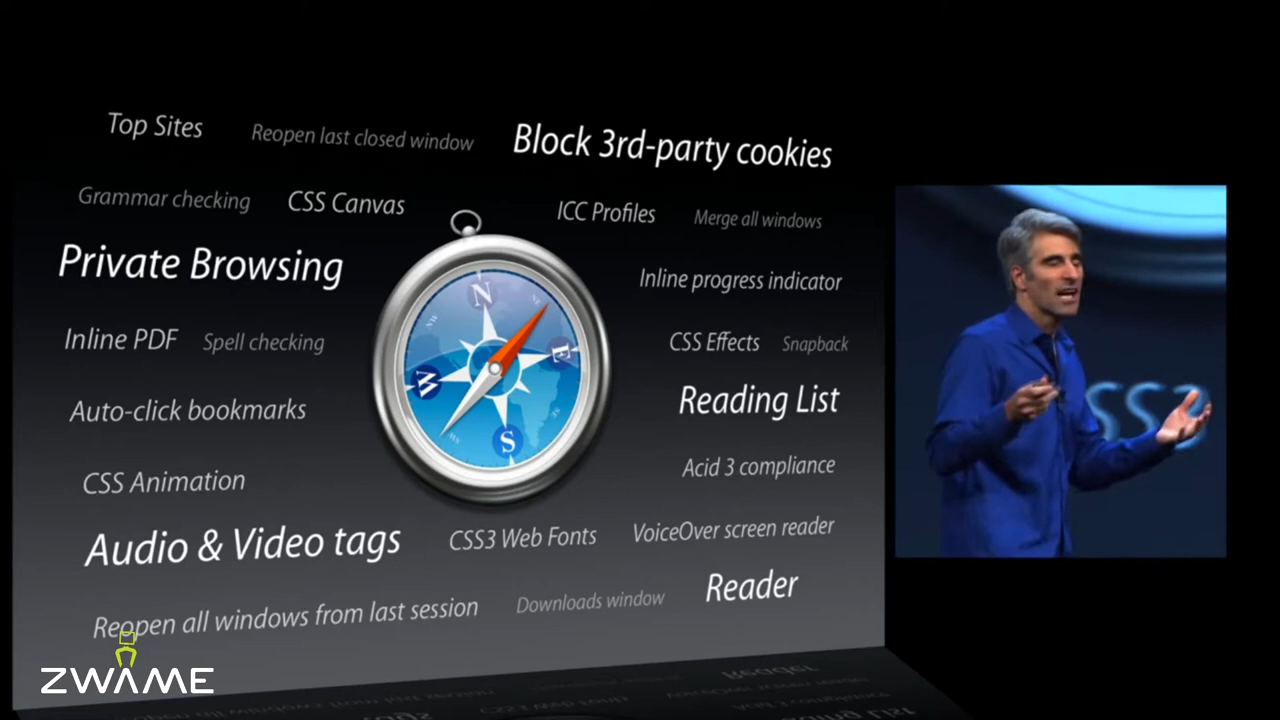 Top Sites
Reopen last closed window
Block 3rd-party cookies
Grammar checking
CSS Canvas
ICC Profiles
Merge all windows
Private Browsing
Inline progress indicator
N
Inline PDF
Spell checking
CSS Effects
Snapback
E
W
Auto-click bookmarks
Reading List
CSS3
S
CSS Animation
Acid 3 compliance
Audio & Video tags
CSS3 Web Fonts
VoiceOver screen reader
Reopen all windows from last session
Downloads window
Reader
ZWAME